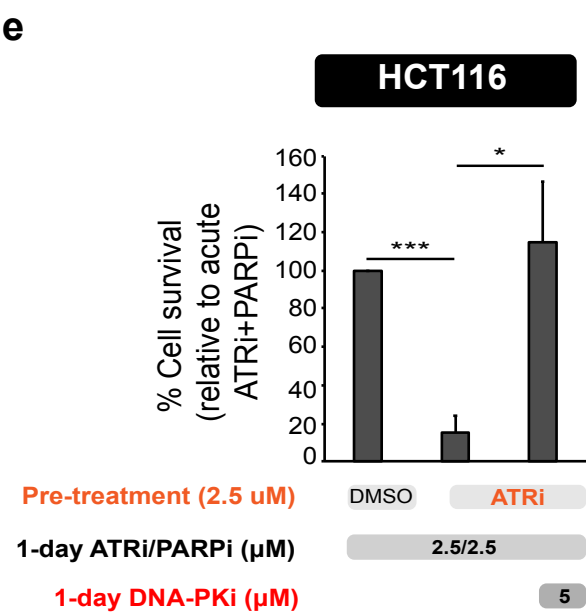 e
HCT116
% Cell survival
(relative to acute
ATRi+PARPi)
160
140
120
100
80
60
40
20
0
***
*
Pre-treatment (2.5 uM) DMSO ATRi
1-day ATRi/PARPi (μM) 2.5/2.5
1-day DNA-PKi (μM) 5